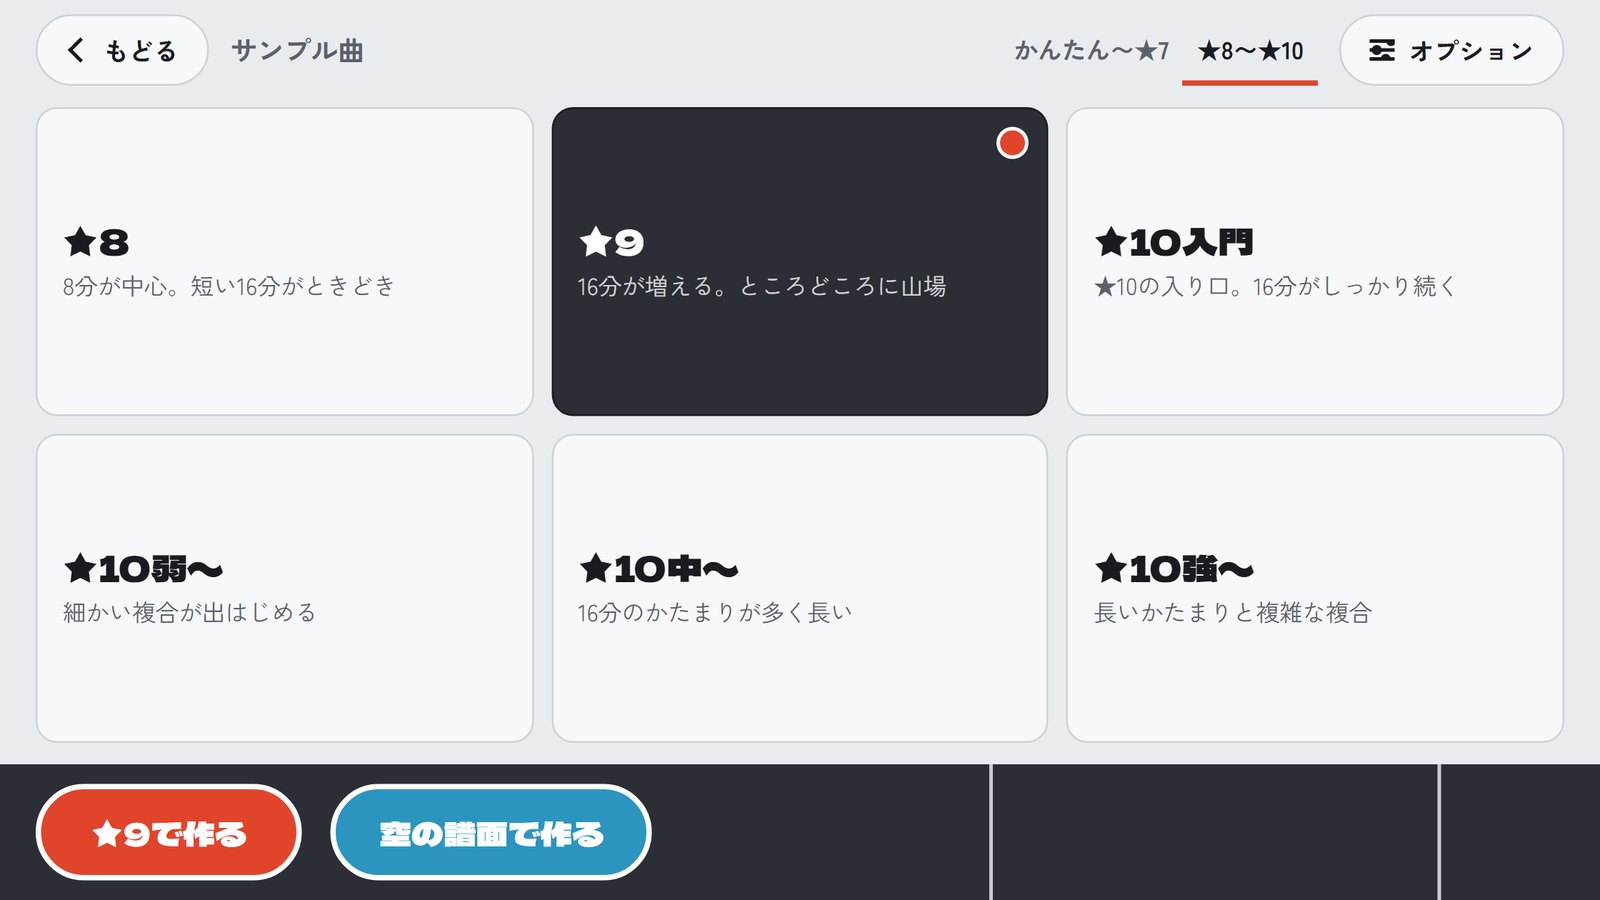 もどる
サンプル曲
かんたん〜★7
★8〜★10
オプション
★8
8分が中心。短い16分がときどき
★9
16分が増える。ところどころに山場
★10入門
★10の入り口。16分がしっかり続く
★10弱〜
細かい複合が出はじめる
★10中〜
16分のかたまりが多く長い
★10強〜
長いかたまりと複雑な複合
★9で作る
空の譜面で作る